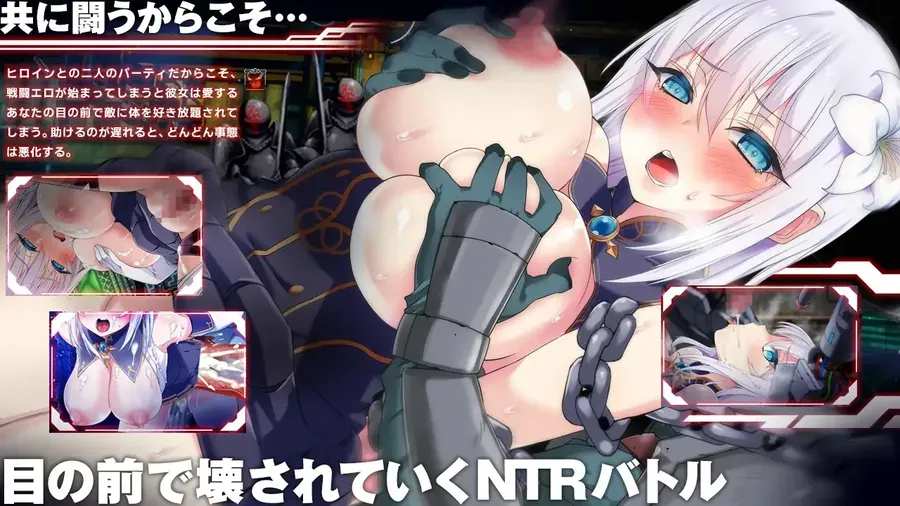 共に闘うからこそ…
ヒロインとの二人のパーティだからこそ、
戦闘エロが始まってしまうと彼女は愛する
あなたの目の前で敵に体を好き放題されて
しまう。助けるのが遅れると、どんどん事態
は悪化する。
目の前で壊されていくNTRバトル